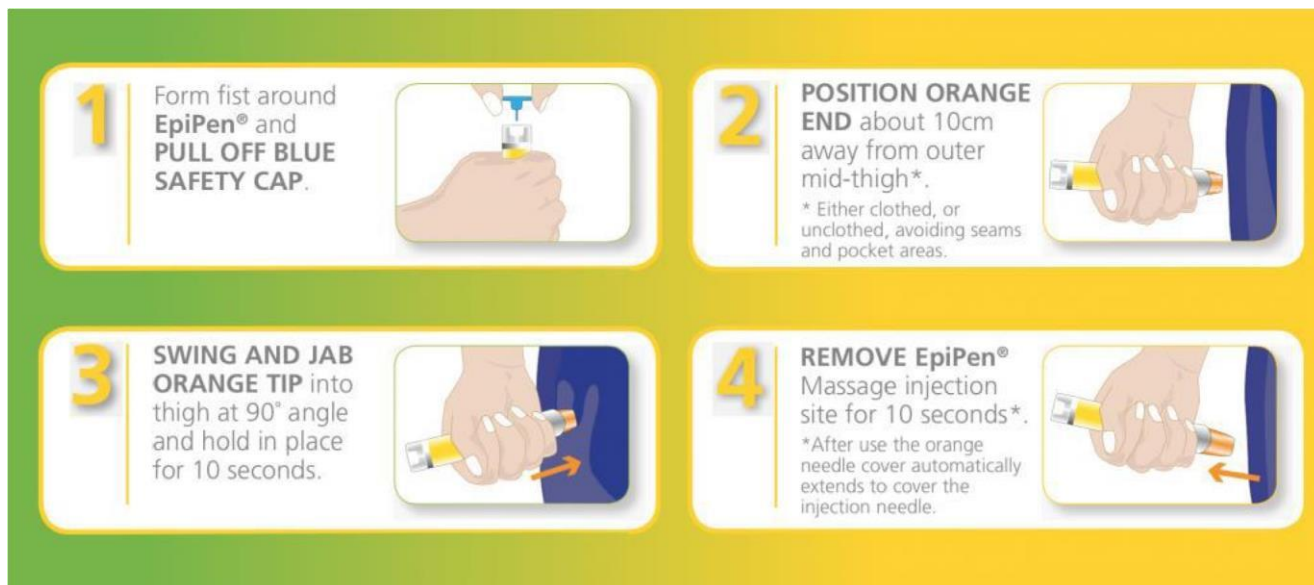 1
Form fist around
EpiPen® and
PULL OFF BLUE
SAFETY CAP.
2
POSITION ORANGE
END about 10cm
away from outer
mid-thigh*.
* Either clothed, or
unclothed, avoiding seams
and pocket areas.
3
SWING AND JAB
ORANGE TIP into
thigh at 90° angle
and hold in place
for 10 seconds.
4
REMOVE EpiPen®
Massage injection
site for 10 seconds*.
*After use the orange
needle cover automatically
extends to cover the
injection needle.